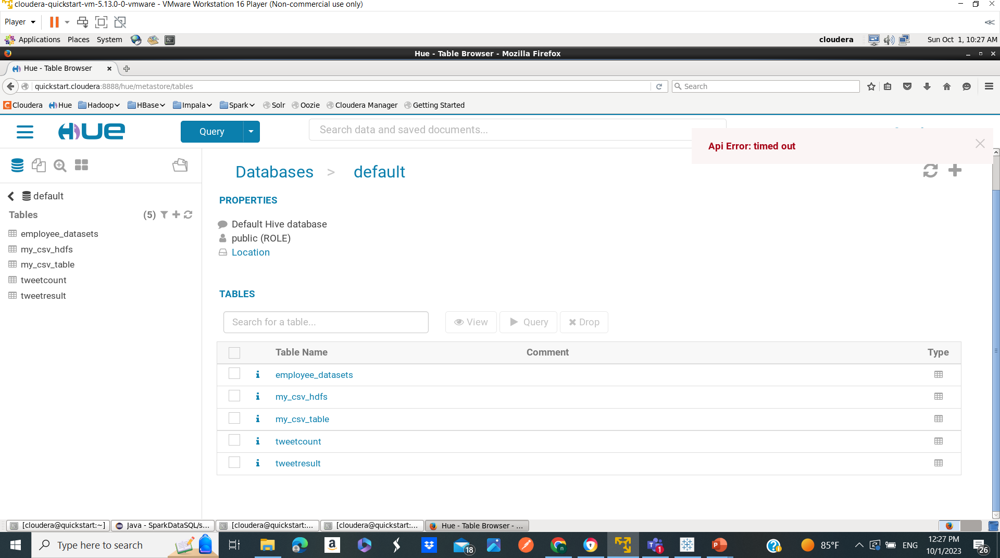 cloudera-quickstart-vm-5.13.0-0-vmware - VMware Workstation 16 Player (Non-commercial use only)
Player
Applications Places System
cloudera
Sun Oct 1, 10:27 AM
Hue - Table Browser - Mozilla Firefox
Hue - Table Browser
quickstart.cloudera:8888/hue/metastore/tables
Search
Cloudera Hue Hadoop HBase Impala Spark Solr Oozie Cloudera Manager Getting Started
HUE
Query
Search data and saved documents...
Api Error: timed out
Databases > default
default
PROPERTIES
Tables (5)
Default Hive database
public (ROLE)
Location
employee_datasets
my_csv_hdfs
my_csv_table
tweetcount
tweetresult
TABLES
Search for a table...
View
Query
Drop
Table Name Comment Type
employee_datasets
my_csv_hdfs
my_csv_table
tweetcount
tweetresult
[cloudera@quickstart:~]
Java - SparkDataSQL/s...
[cloudera@quickstart:...
[cloudera@quickstart:...
Hue - Table Browser - ...
Type here to search
18
1
85°F
ENG
12:27 PM
10/1/2023
26